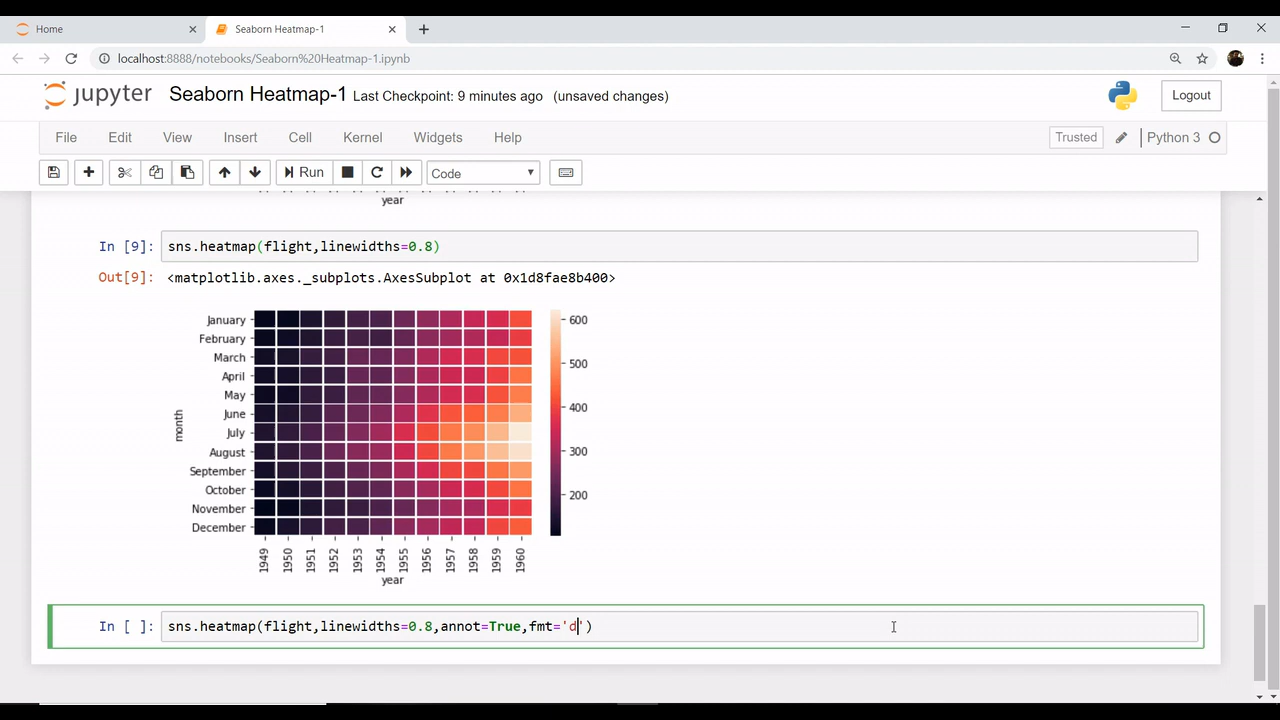 Home
Seaborn Heatmap-1
localhost:8888/notebooks/Seaborn%20Heatmap-1.ipynb
jupyter Seaborn Heatmap-1 Last Checkpoint: 9 minutes ago (unsaved changes)
Logout
File Edit View Insert Cell Kernel Widgets Help
Trusted Python 3
Run Code
year
In [9]: sns.heatmap(flight,linewidths=0.8)
Out[9]: <matplotlib.axes._subplots.AxesSubplot at 0x1d8fae8b400>
January
February
March
April
May
June
July
August
September
October
November
December
month
600
500
400
300
200
1949 1950 1951 1952 1953 1954 1955 1956 1957 1958 1959 1960
year
In [ ]: sns.heatmap(flight,linewidths=0.8,annot=True,fmt='d')